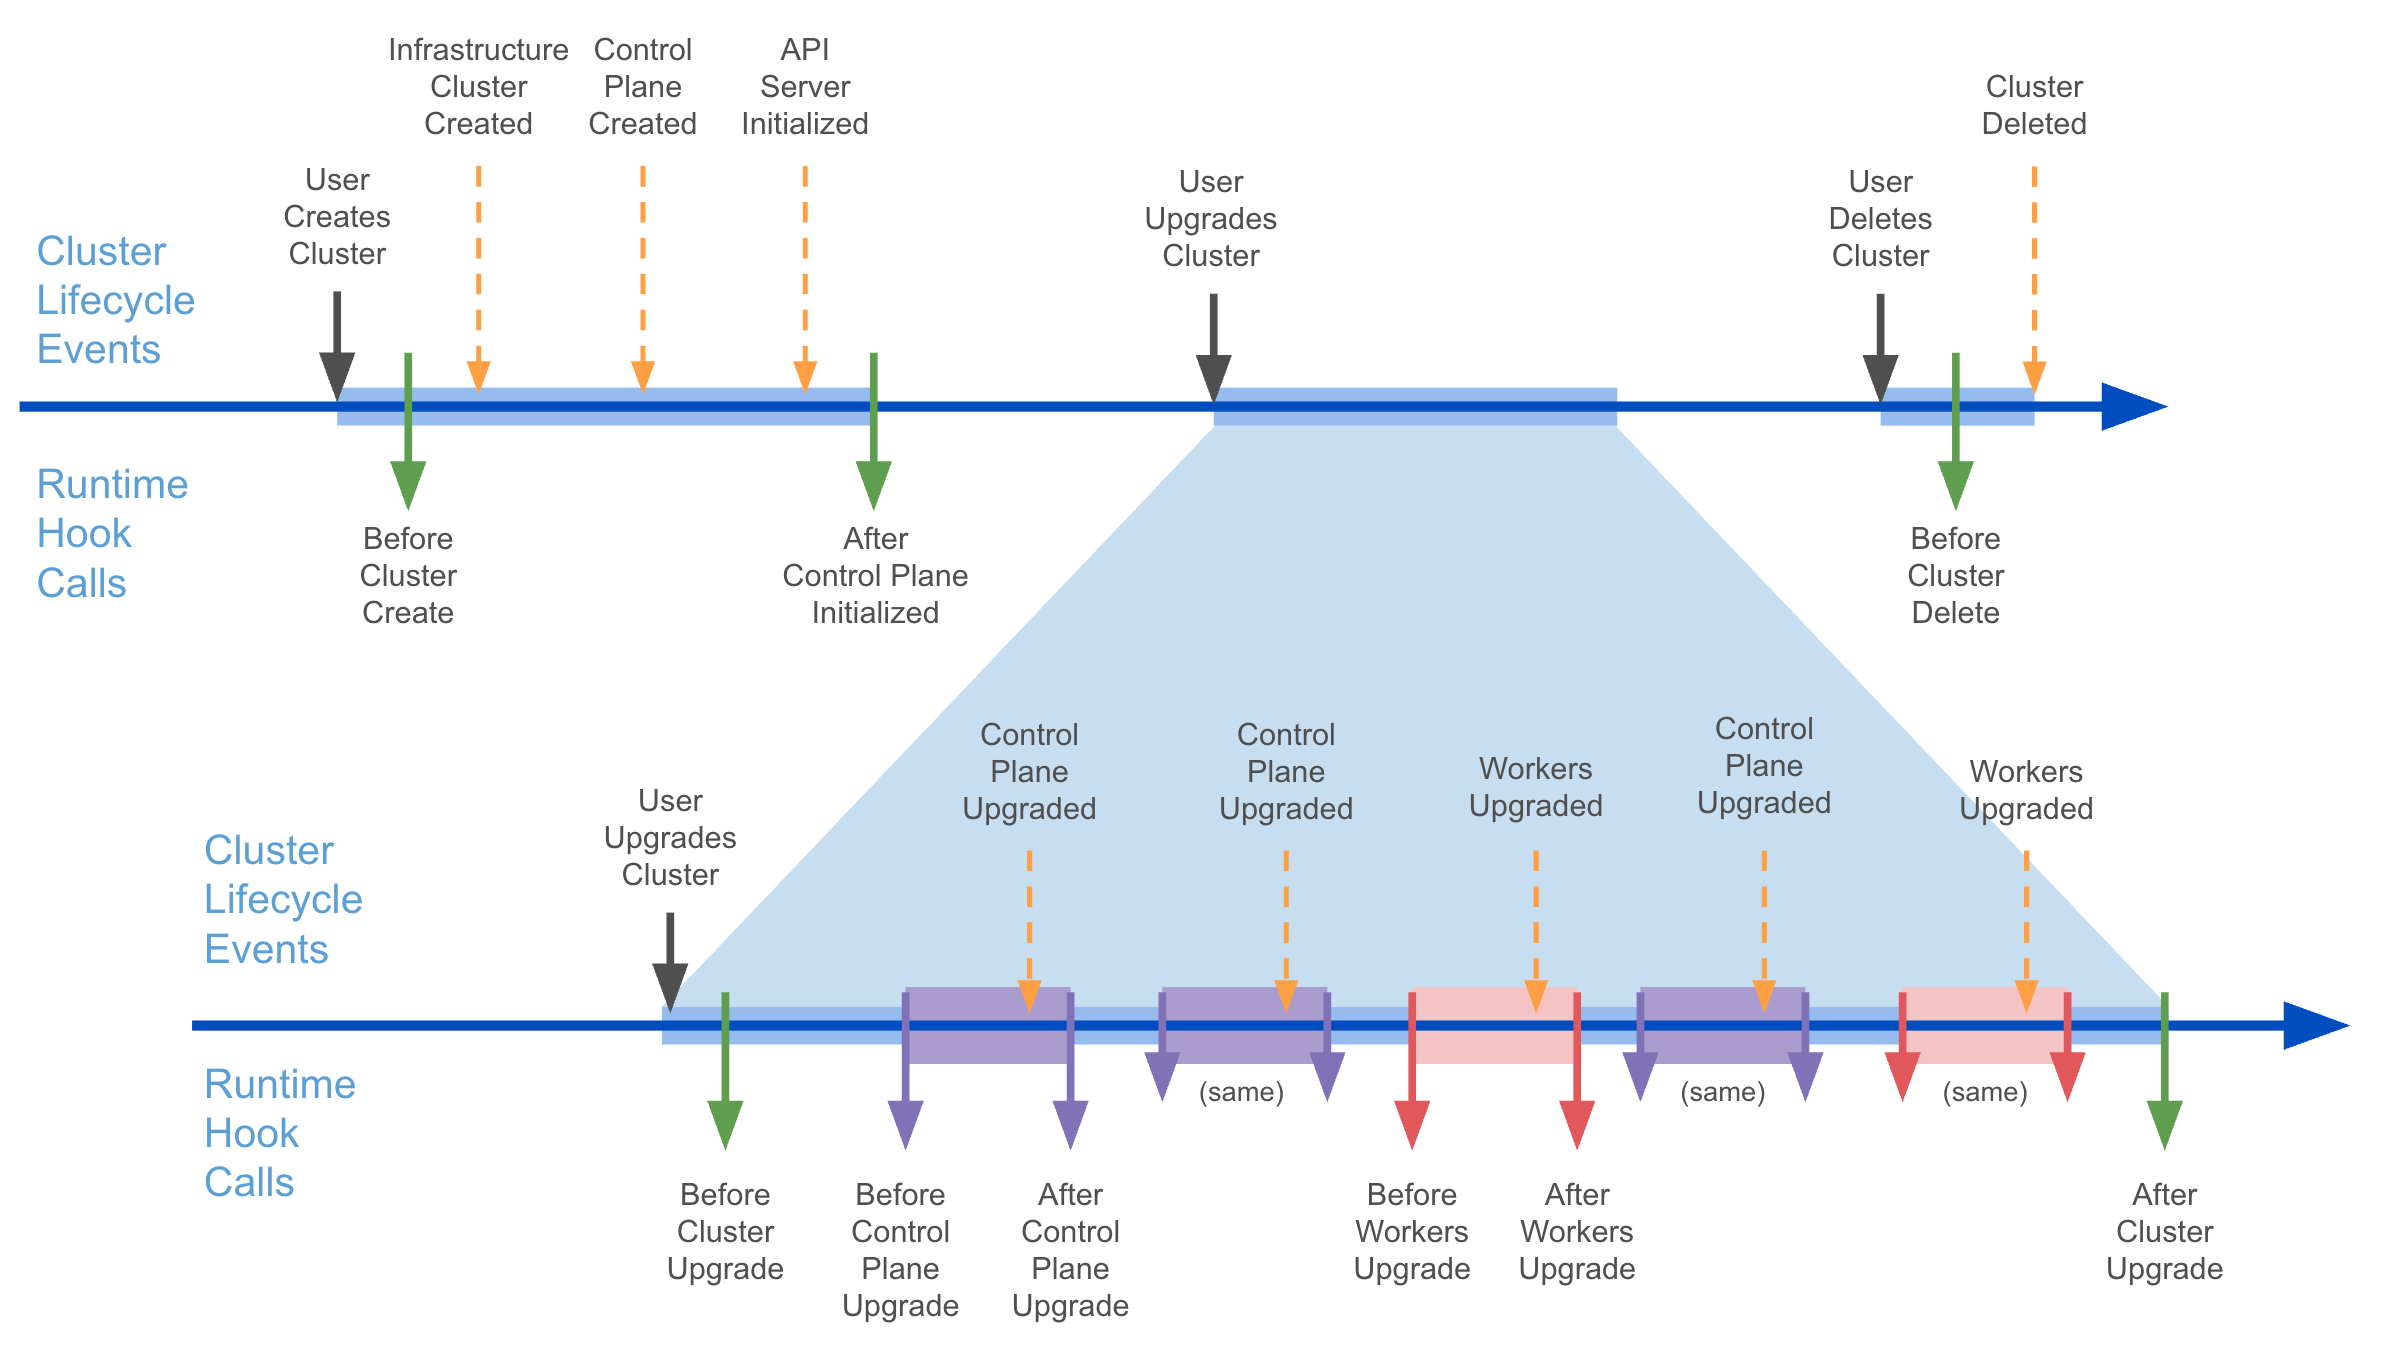 Infrastructure
Cluster
Created
Control
Plane
Created
API
Server
Initialized
Cluster
Deleted
User
Creates
Cluster
User
Upgrades
Cluster
User
Deletes
Cluster
Cluster
Lifecycle
Events
Runtime
Hook
Calls
Before
Cluster
Create
After
Control Plane
Initialized
Before
Cluster
Delete
User
Upgrades
Cluster
Control
Plane
Upgraded
Control
Plane
Upgraded
Workers
Upgraded
Control
Plane
Upgraded
Workers
Upgraded
Cluster
Lifecycle
Events
Runtime
Hook
Calls
(same)
(same)
(same)
Before
Cluster
Upgrade
Before
Control
Plane
Upgrade
After
Control
Plane
Upgrade
Before
Workers
Upgrade
After
Workers
Upgrade
After
Cluster
Upgrade